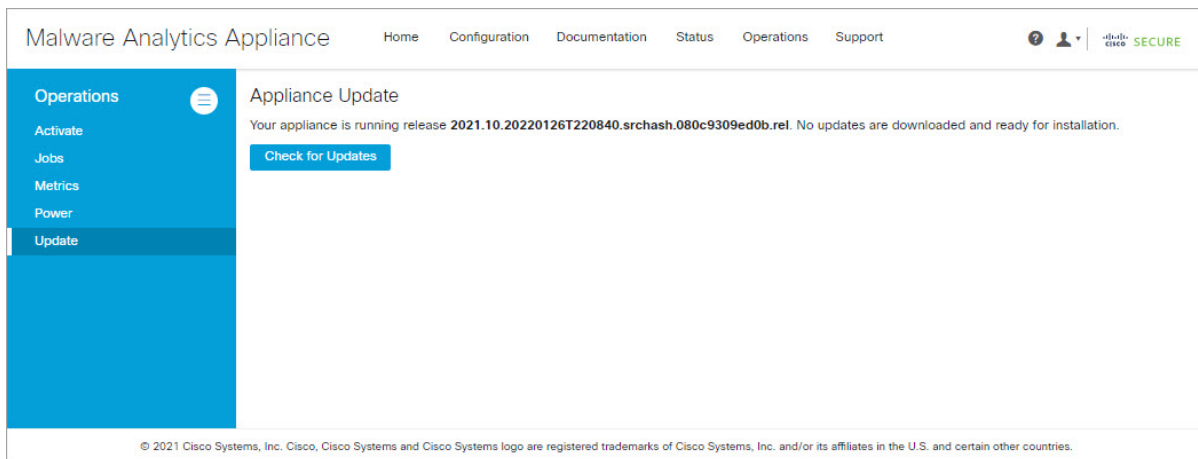 Malware Analytics Appliance Home Configuration Documentation Status Operations Support cisco SECURE
Operations
Activate
Jobs
Metrics
Power
Update
Appliance Update
Your appliance is running release 2021.10.20220126T220840.srchash.080c9309ed0b.rel. No updates are downloaded and ready for installation.
Check for Updates
© 2021 Cisco Systems, Inc. Cisco, Cisco Systems and Cisco Systems logo are registered trademarks of Cisco Systems, Inc. and/or its affiliates in the U.S. and certain other countries.